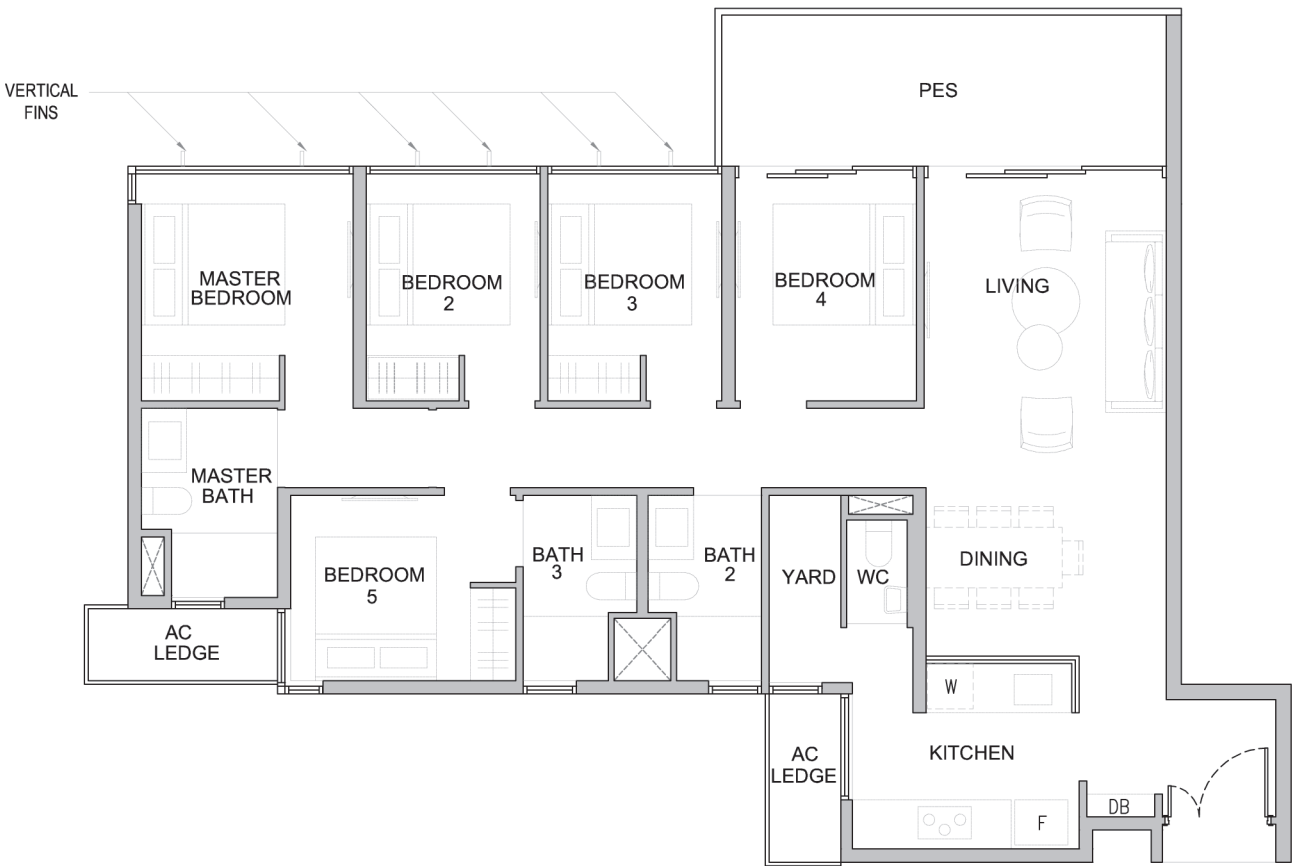 PES
VERTICAL
FINS
MASTER
BEDROOM
BEDROOM
2
BEDROOM
3
BEDROOM
4
LIVING
MASTER
BATH
BEDROOM
5
BATH
3
BATH
2
YARD
WC
DINING
AC
LEDGE
W
KITCHEN
AC
LEDGE
F
DB